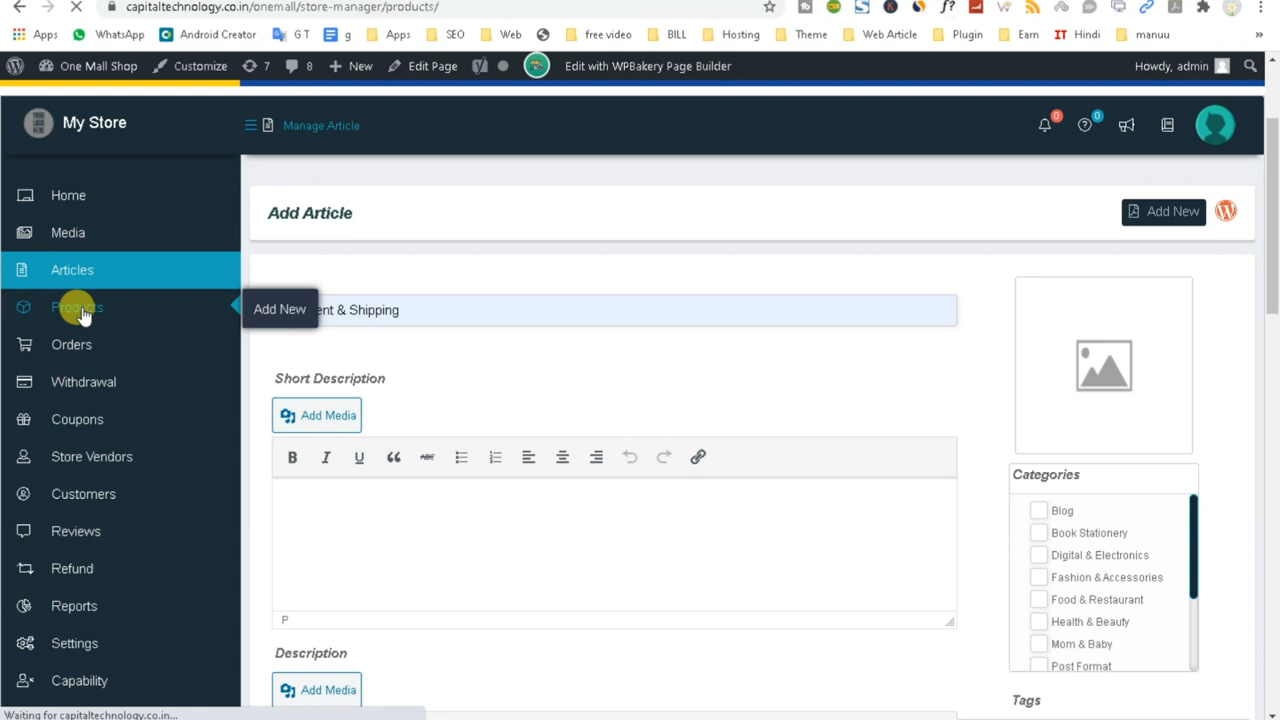 capitaltechnology.co.in/onemall/store-manager/products/
Apps WhatsApp Android Creator G T g Apps SEO Web free video BILL Hosting Theme Web Article Plugin Earn IT Hindi manuu »
One Mall Shop Customize 7 8 New Edit Page Edit with WPBakery Page Builder Howdy, admin
My Store
Manage Article
0 0
Home
Add Article
Add New
Media
Articles
Products
Add New
ent & Shipping
Orders
Short Description
Withdrawal
Add Media
Coupons
Store Vendors
B I U ABC
Categories
Customers
Blog
Reviews
Book Stationery
Digital & Electronics
Refund
Fashion & Accessories
Reports
Food & Restaurant
P
Health & Beauty
Settings
Mom & Baby
Description
Post Format
Capability
Add Media
Tags
Waiting for capitaltechnology.co.in...